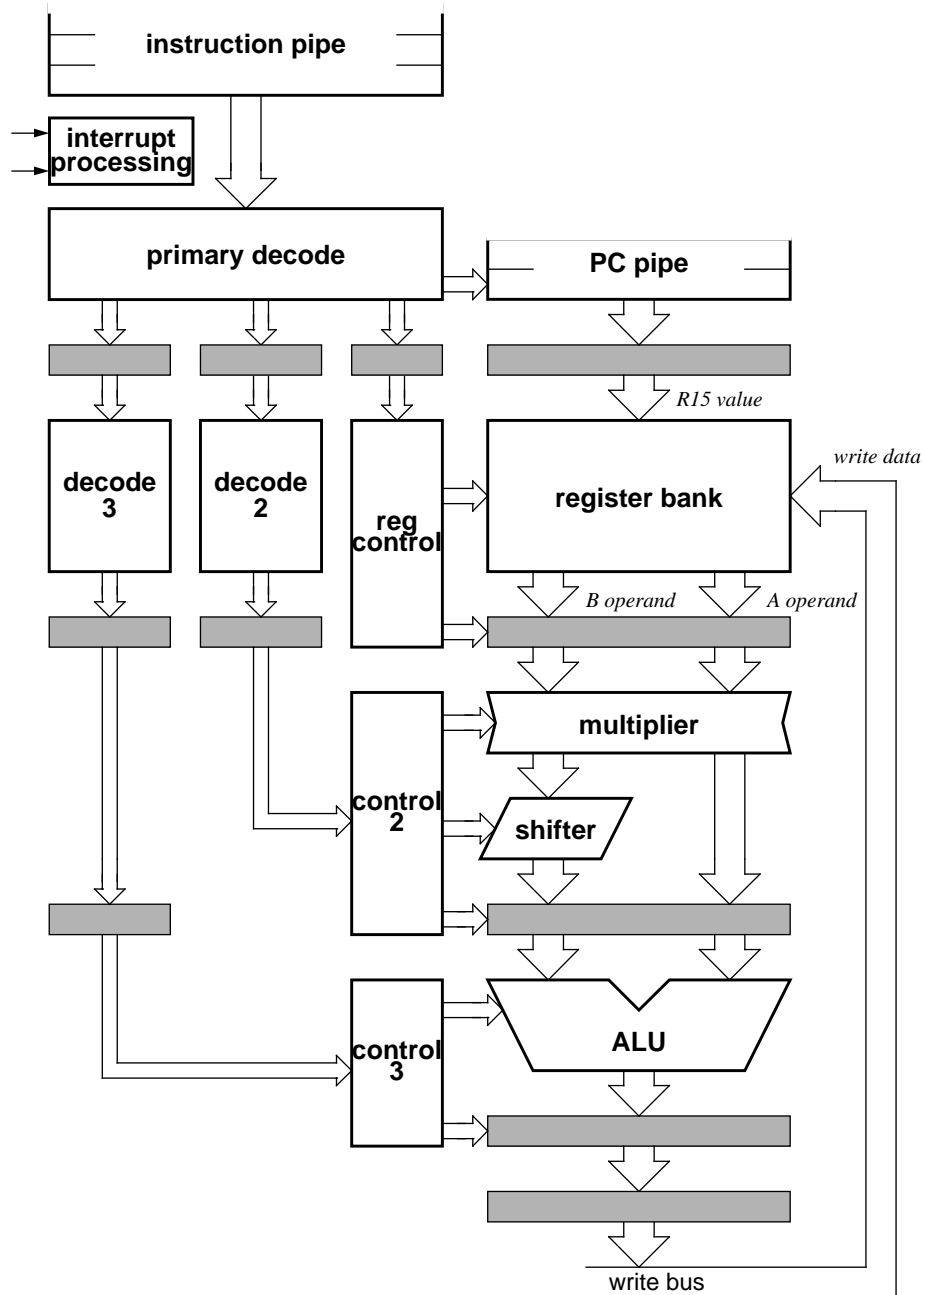 instruction pipe
interrupt
processing
primary decode
PC pipe
R15 value
decode
3
decode
2
reg
control
register bank
write data
B operand
A operand
multiplier
control
2
shifter
control
3
ALU
write bus